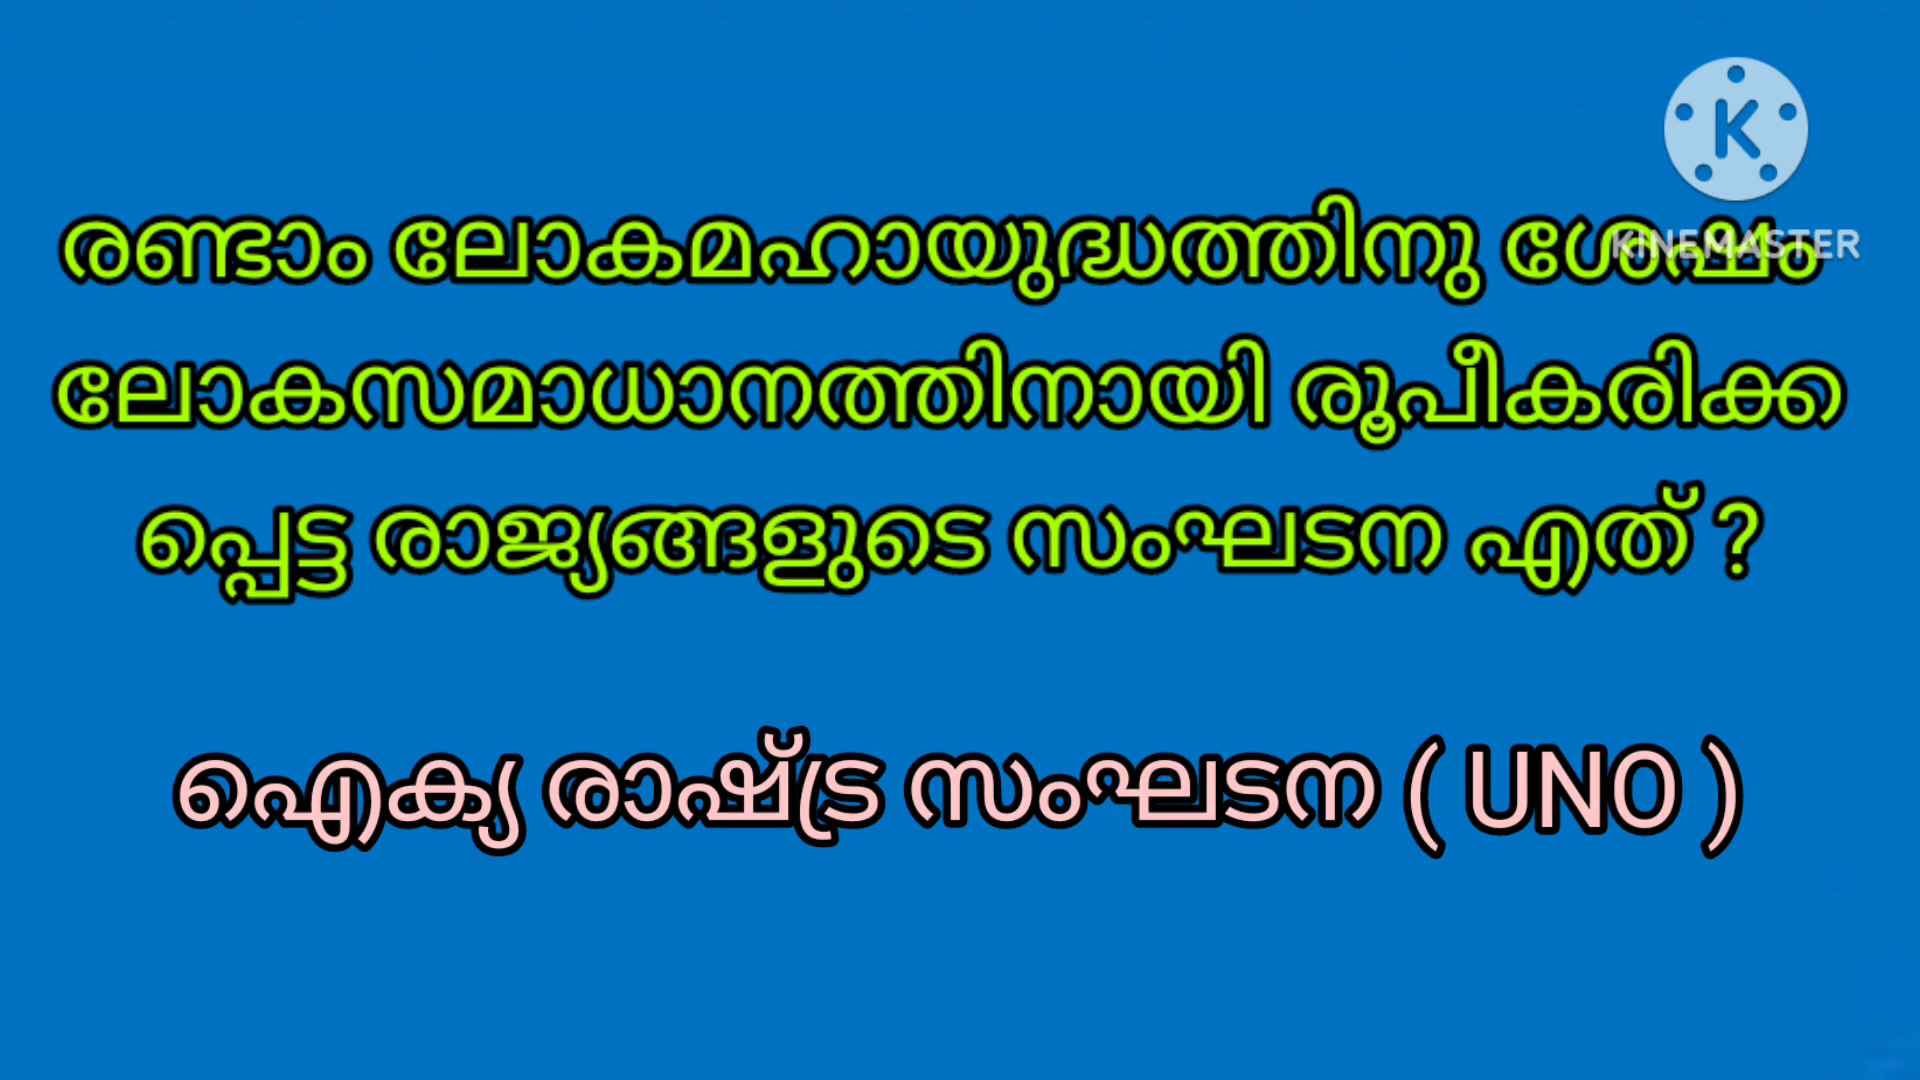 K
KINEMASTER
രണ്ടാം ലോകമഹായുദ്ധത്തിനു ശേഷം
ലോകസമാധാനത്തിനായി രൂപീകരിക്ക
പ്പെട്ട രാജ്യങ്ങളുടെ സംഘടന എത് ?
ഐക്യ രാഷ്ട്ര സംഘടന ( UNO )